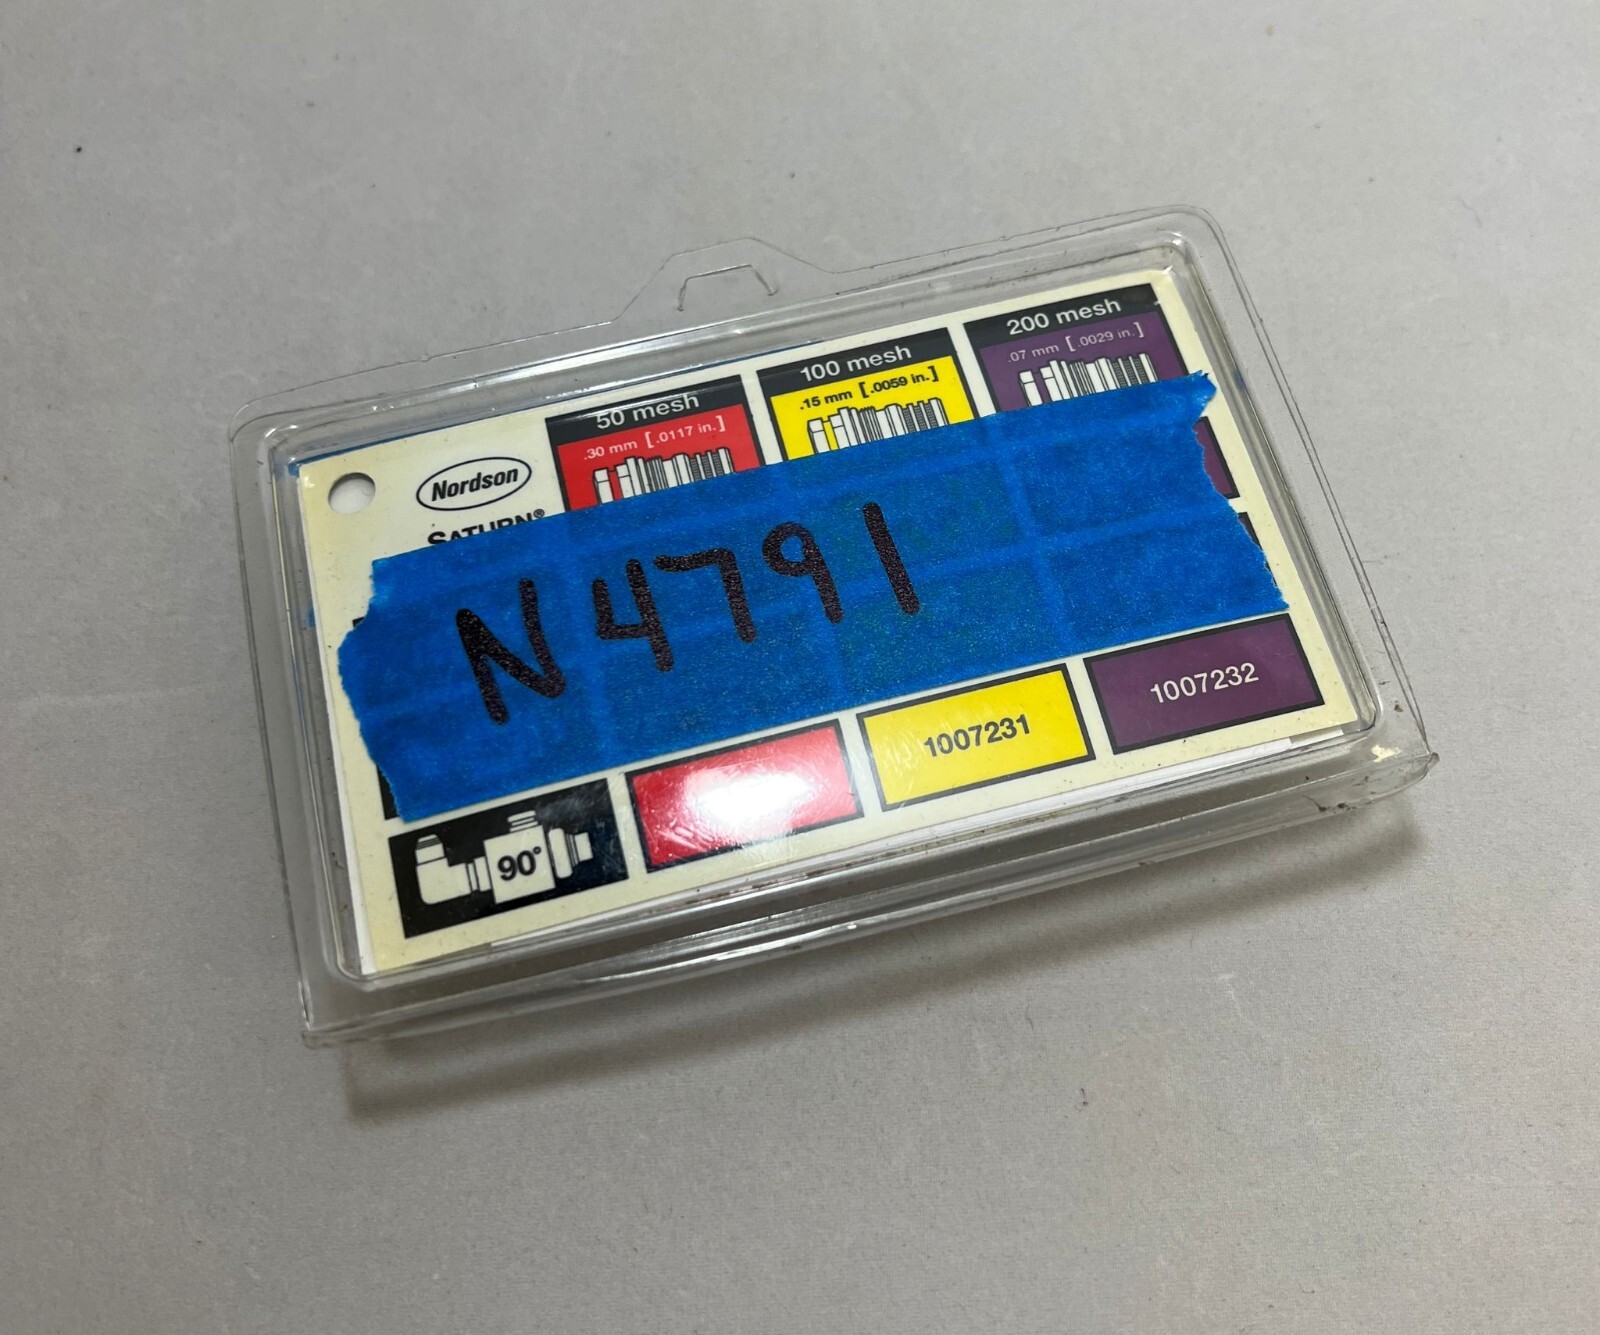 Nordson
SATURN®
50 mesh
.30 mm [.0117 in.]
100 mesh
.15 mm [.0059 in.]
200 mesh
.07 mm [.0029 in.]
N4791
90°
1007231
1007232